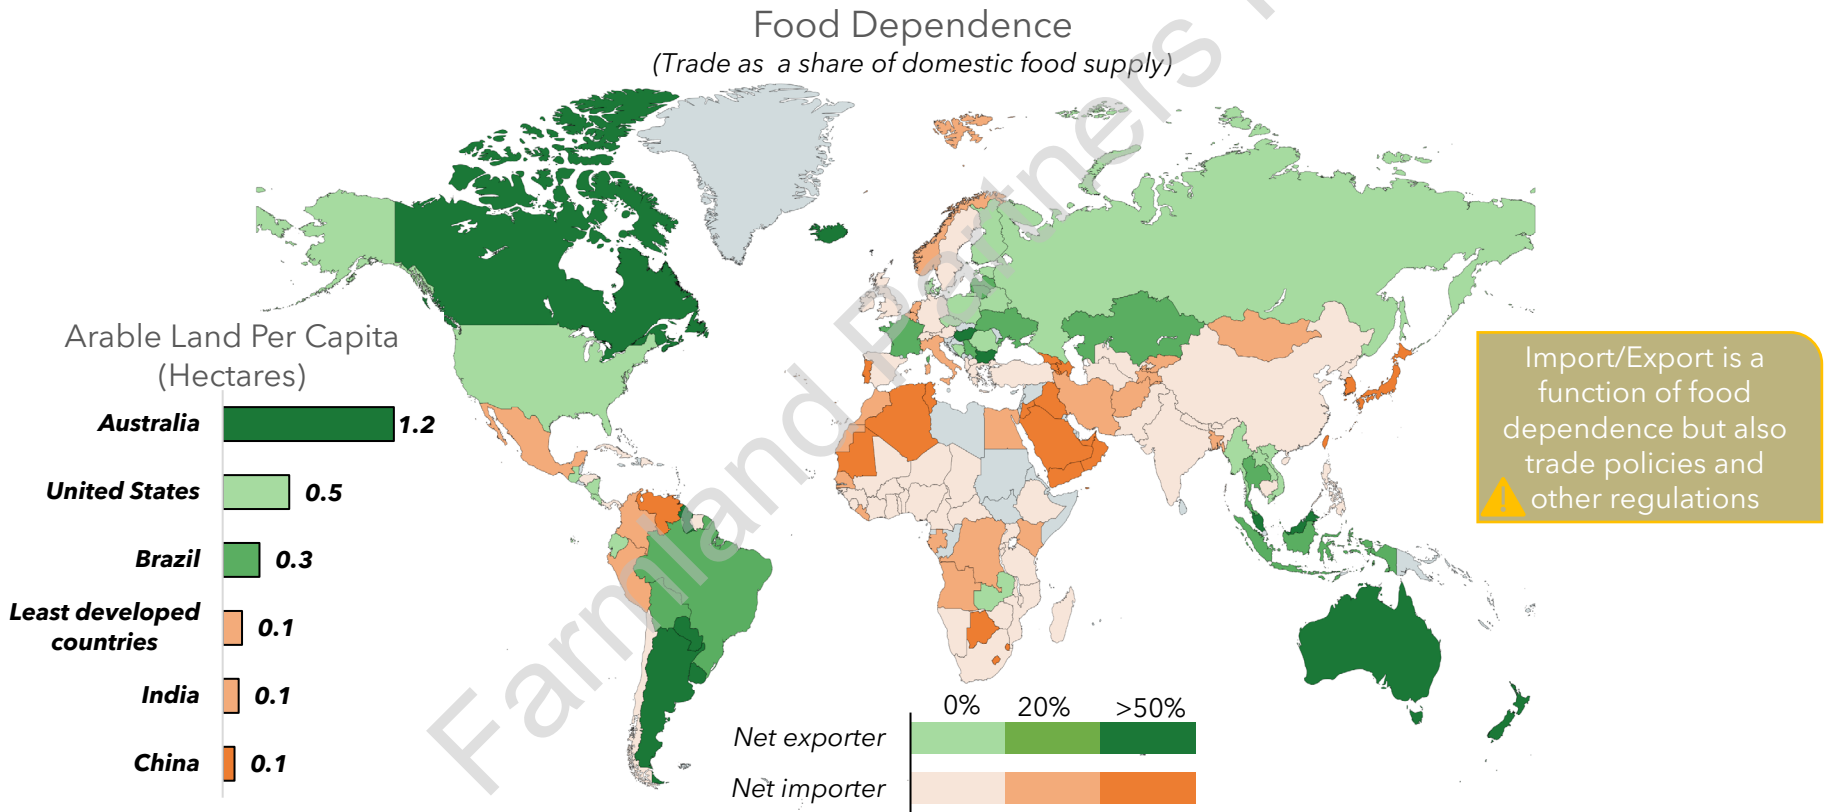 Food Dependence
(Trade as a share of domestic food supply)
Arable Land Per Capita
(Hectares)
Australia 1.2
United States 0.5
Brazil 0.3
Least developed
countries 0.1
India 0.1
China 0.1
Import/Export is a
function of food
dependence but also
trade policies and
other regulations
0% 20% >50%
Net exporter
Net importer
Farmland Partners